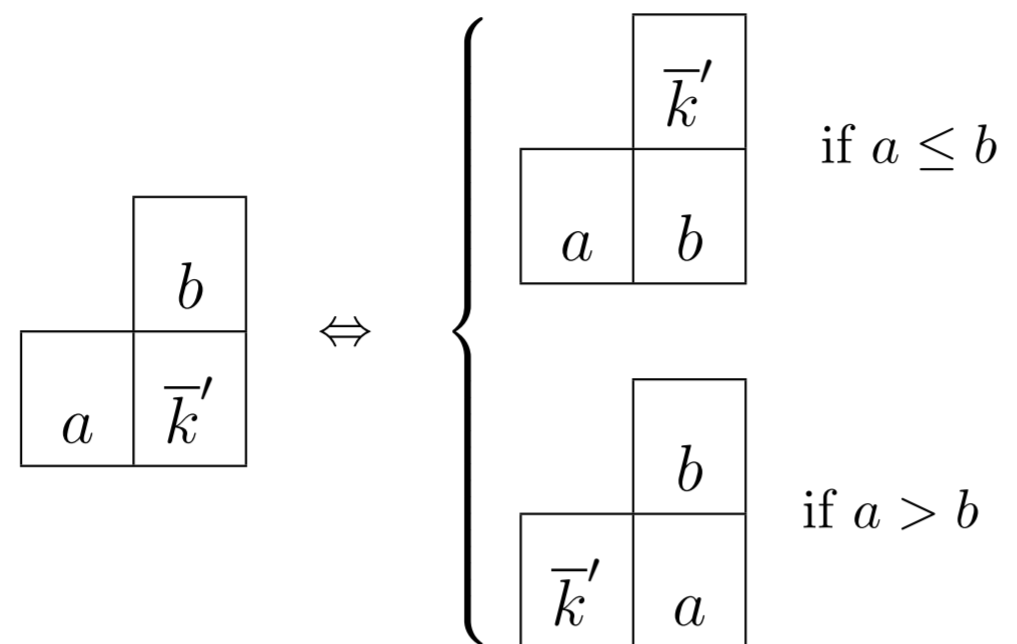 k̅′
if a ≤ b
a b
b
a k̅′
⇔
b
if a > b
k̅′ a